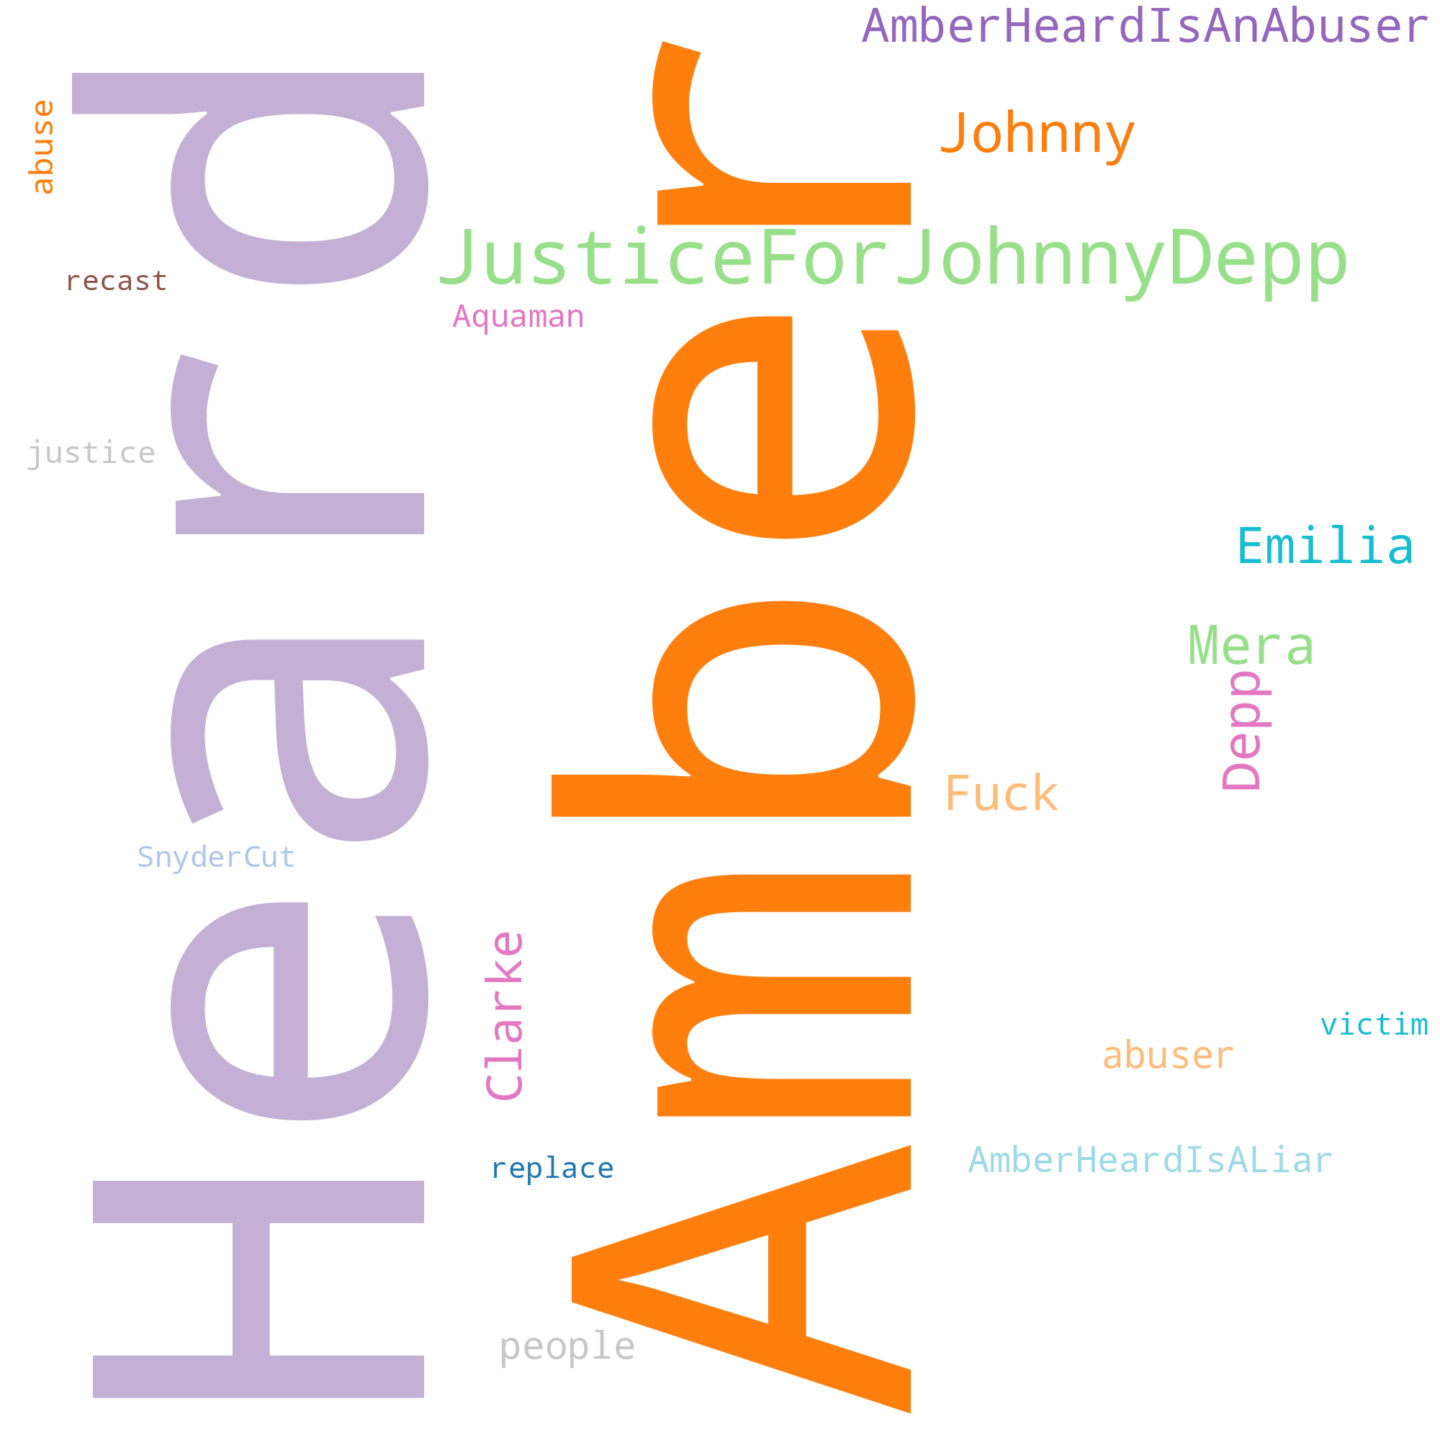 AmberHeardIsAnAbuser
abuse
Johnny
JusticeForJohnnyDepp
recast
Aquaman
justice
Emilia
Mera
Depp
Fuck
SnyderCut
Heard
Amber
Clarke
victim
abuser
AmberHeardIsALiar
replace
people